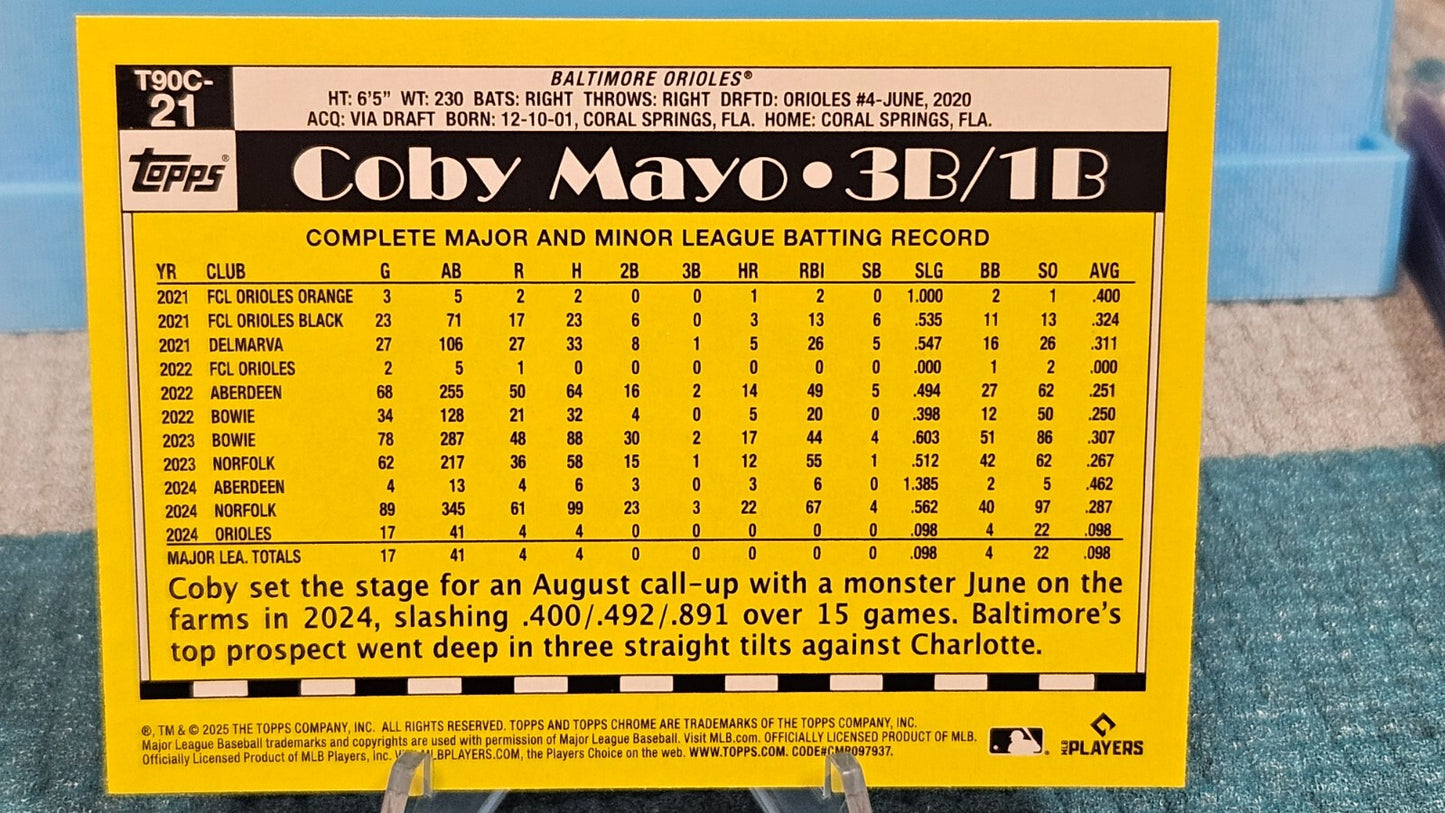 T90C-
21
BALTIMORE ORIOLES®
HT: 6'5" WT: 230 BATS: RIGHT THROWS: RIGHT DRFTD: ORIOLES #4-JUNE, 2020
ACQ: VIA DRAFT BORN: 12-10-01, CORAL SPRINGS, FLA. HOME: CORAL SPRINGS, FLA.
Topps®
Coby Mayo • 3B/1B
COMPLETE MAJOR AND MINOR LEAGUE BATTING RECORD
YR CLUB G AB R H 2B 3B HR RBI SB SLG BB SO AVG
2021 FCL ORIOLES ORANGE 3 5 2 2 0 0 1 2 0 1.000 2 1 .400
2021 FCL ORIOLES BLACK 23 71 17 23 6 0 3 13 6 .535 11 13 .324
2021 DELMARVA 27 106 27 33 8 1 5 26 5 .547 16 26 .311
2022 FCL ORIOLES 2 5 1 0 0 0 0 0 0 .000 1 2 .000
2022 ABERDEEN 68 255 50 64 16 2 14 49 5 .494 27 62 .251
2022 BOWIE 34 128 21 32 4 0 5 20 0 .398 12 50 .250
2023 BOWIE 78 287 48 88 30 2 17 44 4 .603 51 86 .307
2023 NORFOLK 62 217 36 58 15 1 12 55 1 .512 42 62 .267
2024 ABERDEEN 4 13 4 6 3 0 3 6 0 1.385 2 5 .462
2024 NORFOLK 89 345 61 99 23 3 22 67 4 .562 40 97 .287
2024 ORIOLES 17 41 4 4 0 0 0 0 0 .098 4 22 .098
MAJOR LEA. TOTALS 17 41 4 4 0 0 0 0 0 .098 4 22 .098
Coby set the stage for an August call-up with a monster June on the
farms in 2024, slashing .400/.492/.891 over 15 games. Baltimore's
top prospect went deep in three straight tilts against Charlotte.
®, TM & © 2025 THE TOPPS COMPANY, INC. ALL RIGHTS RESERVED. TOPPS AND TOPPS CHROME ARE TRADEMARKS OF THE TOPPS COMPANY, INC.
Major League Baseball trademarks and copyrights are used with permission of Major League Baseball. Visit MLB.com. OFFICIALLY LICENSED PRODUCT OF MLB.
Officially Licensed Product of MLB Players, Inc. the Players Choice on the web. WWW.TOPPS.COM. CODE#CMR097937.
MLB PLAYERS